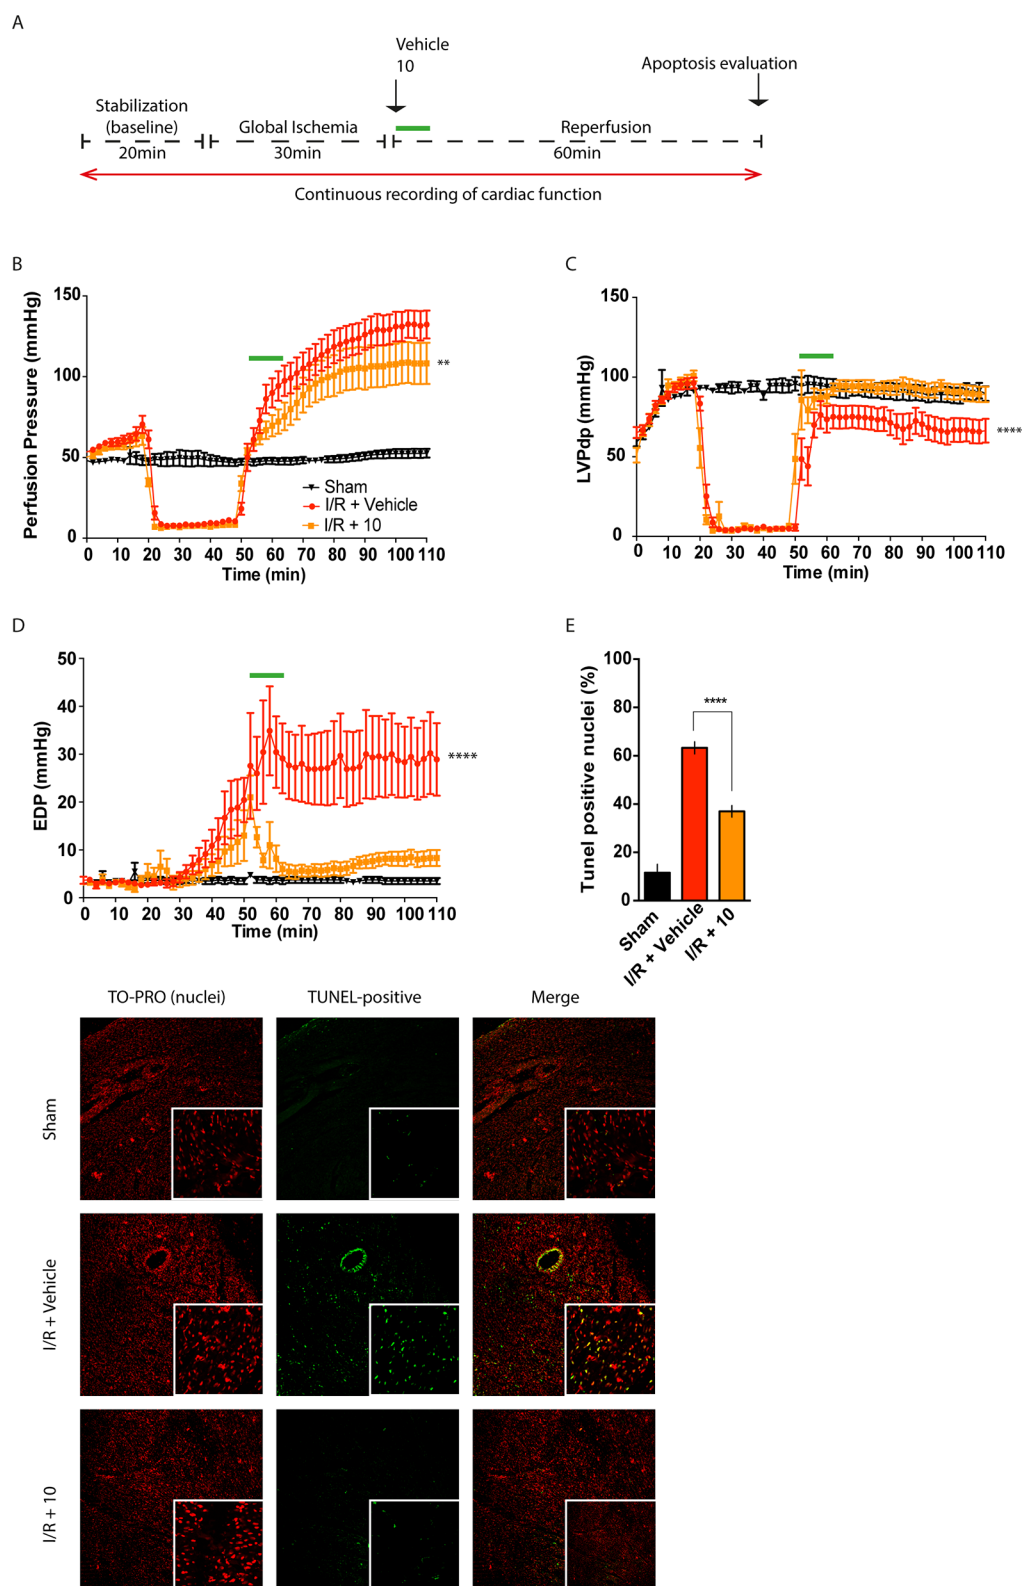 A
Vehicle
10
Apoptosis evaluation
Stabilization
(baseline)
Global Ischemia
Reperfusion
20min
30min
60min
Continuous recording of cardiac function
B
Perfusion Pressure (mmHg)
150
100
50
0
**
Sham
I/R + Vehicle
I/R + 10
0 10 20 30 40 50 60 70 80 90 100 110
Time (min)
C
LVPdp (mmHg)
150
100
50
0
****
0 10 20 30 40 50 60 70 80 90 100 110
Time (min)
D
EDP (mmHg)
50
40
30
20
10
0
****
0 10 20 30 40 50 60 70 80 90 100 110
Time (min)
E
Tunel positive nuclei (%)
100
80
60
40
20
0
****
Sham
I/R + Vehicle
I/R + 10
TO-PRO (nuclei) TUNEL-positive Merge
Sham
I/R + Vehicle
I/R + 10